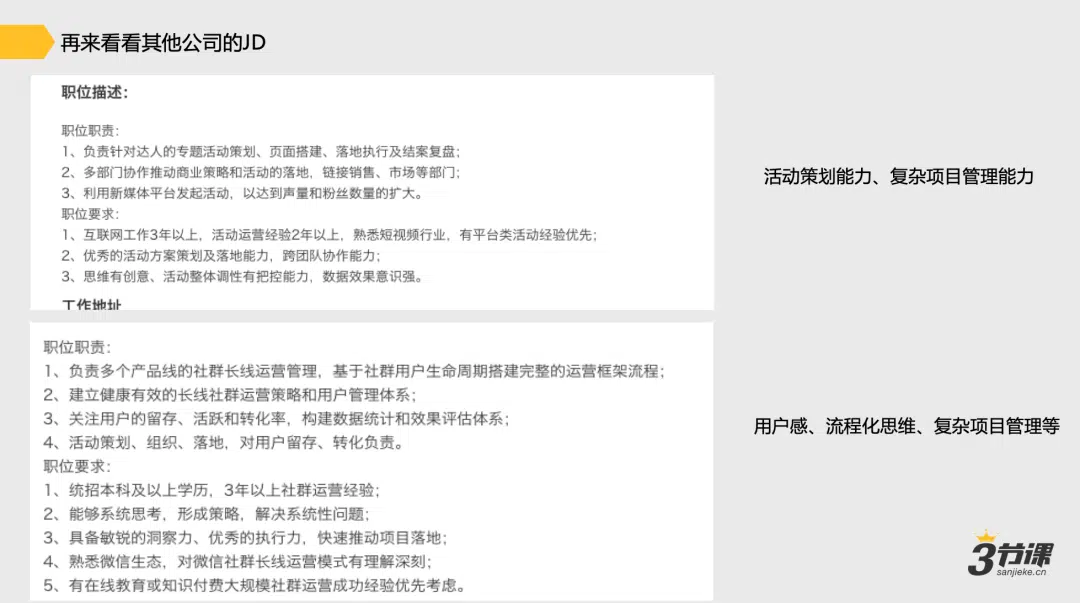 再来看看其他公司的JD
职位描述：
职位职责：
1、负责针对达人的专题活动策划、页面搭建、落地执行及结案复盘；
2、多部门协作推动商业策略和活动的落地，链接销售、市场等部门；
3、利用新媒体平台发起活动，以达到声量和粉丝数量的扩大。
职位要求：
1、互联网工作3年以上，活动运营经验2年以上，熟悉短视频行业，有平台类活动经验优先；
2、优秀的活动方案策划及落地能力，跨团队协作能力；
3、思维有创意、活动整体调性有把控能力，数据效果意识强。
工作地址
活动策划能力、复杂项目管理能力
职位职责：
1、负责多个产品线的社群长线运营管理，基于社群用户生命周期搭建完整的运营框架流程；
2、建立健康有效的长线社群运营策略和用户管理体系；
3、关注用户的留存、活跃和转化率，构建数据统计和效果评估体系；
4、活动策划、组织、落地，对用户留存、转化负责。
职位要求：
1、统招本科及以上学历，3年以上社群运营经验；
2、能够系统思考，形成策略，解决系统性问题；
3、具备敏锐的洞察力、优秀的执行力，快速推动项目落地；
4、熟悉微信生态，对微信社群长线运营模式有理解深刻；
5、有在线教育或知识付费大规模社群运营成功经验优先考虑。
用户感、流程化思维、复杂项目管理等
3节课
sanjieke.cn